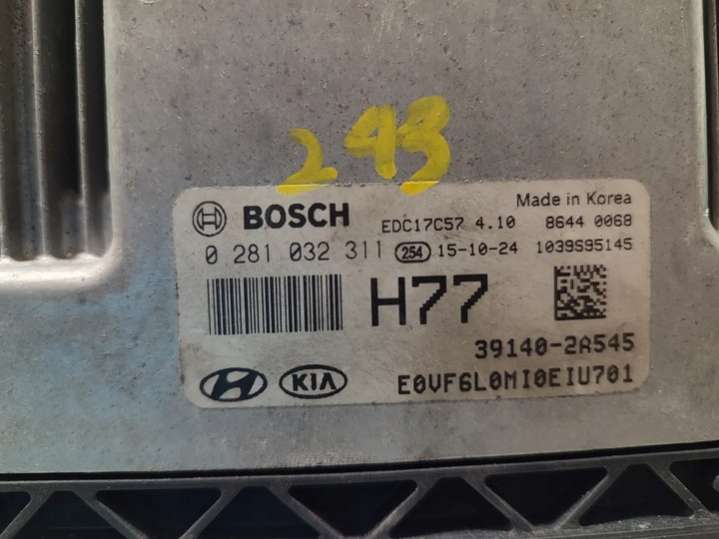 243
Made in Korea
BOSCH EDC17C57 4.10 8644 0068
0 281 032 311 254 15-10-24 1039S95145
H77
39140-2A545
KIA E0VF6L0MI0EIU701